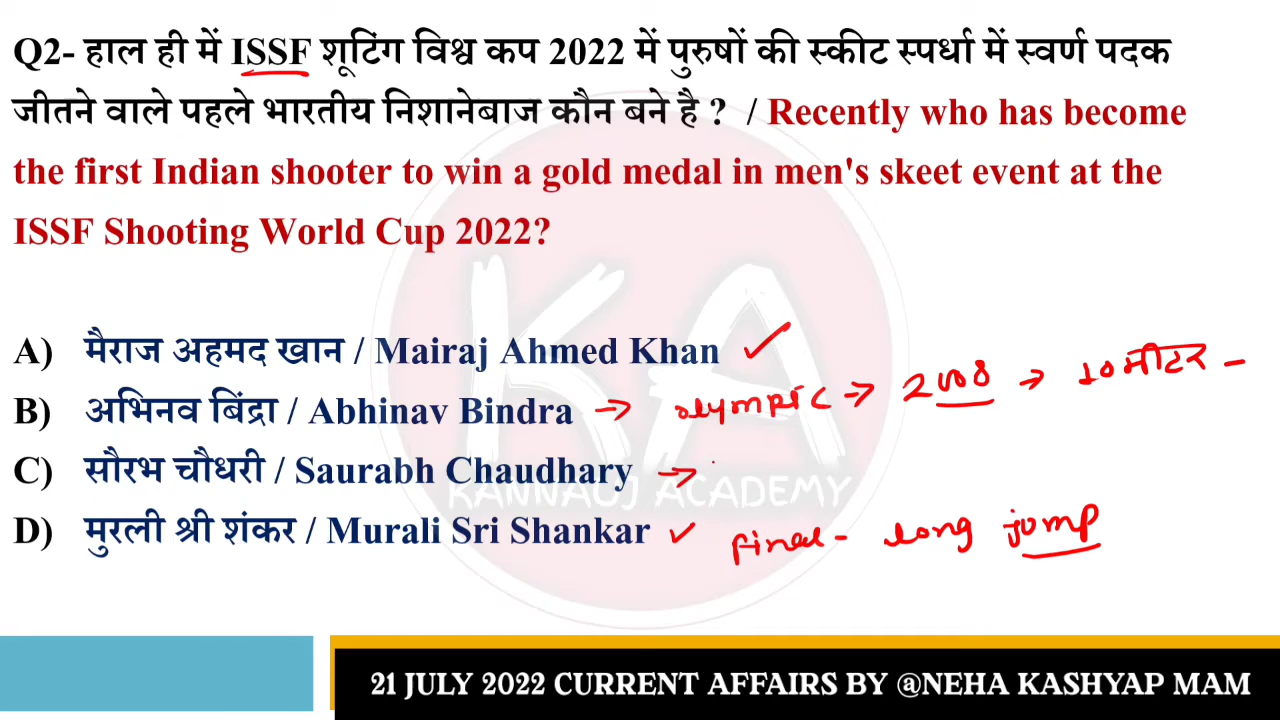 Q2- हाल ही में ISSF शूटिंग विश्व कप 2022 में पुरुषों की स्कीट स्पर्धा में स्वर्ण पदक
जीतने वाले पहले भारतीय निशानेबाज कौन बने है ? / Recently who has become
the first Indian shooter to win a gold medal in men's skeet event at the
ISSF Shooting World Cup 2022?
KA
A) मैराज अहमद खान / Mairaj Ahmed Khan ✓
B) अभिनव बिंद्रा / Abhinav Bindra → olympic → 2008 → 10 मीटर -
C) सौरभ चौधरी / Saurabh Chaudhary →
KANNAUJ ACADEMY
D) मुरली श्री शंकर / Murali Sri Shankar ✓ final - long jump
21 JULY 2022 CURRENT AFFAIRS BY @NEHA KASHYAP MAM